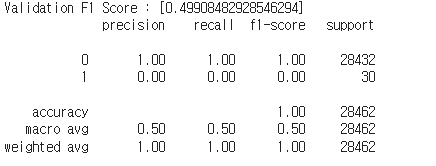 Validation F1 Score : [0.49908482928546294]
precision recall f1-score support
0 1.00 1.00 1.00 28432
1 0.00 0.00 0.00 30
accuracy 1.00 28462
macro avg 0.50 0.50 0.50 28462
weighted avg 1.00 1.00 1.00 28462